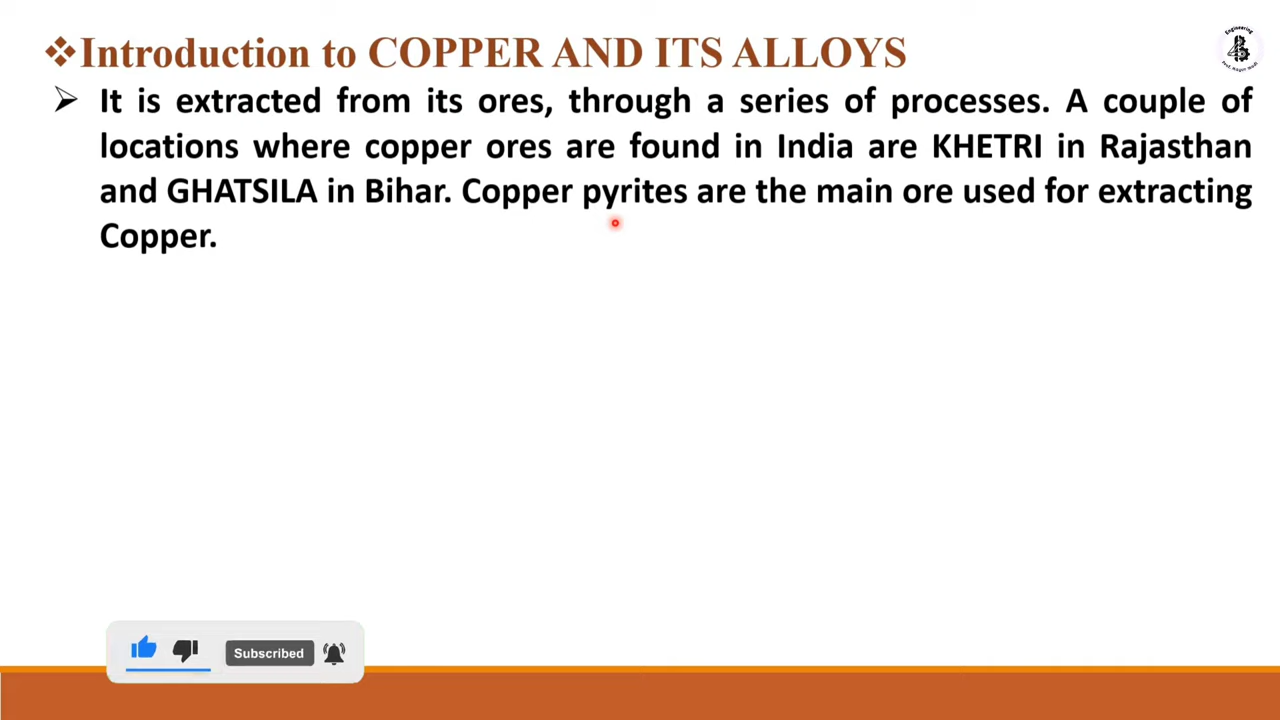 ❖Introduction to COPPER AND ITS ALLOYS
➢ It is extracted from its ores, through a series of processes. A couple of
locations where copper ores are found in India are KHETRI in Rajasthan
and GHATSILA in Bihar. Copper pyrites are the main ore used for extracting
Copper.
Engineering
Subscribed